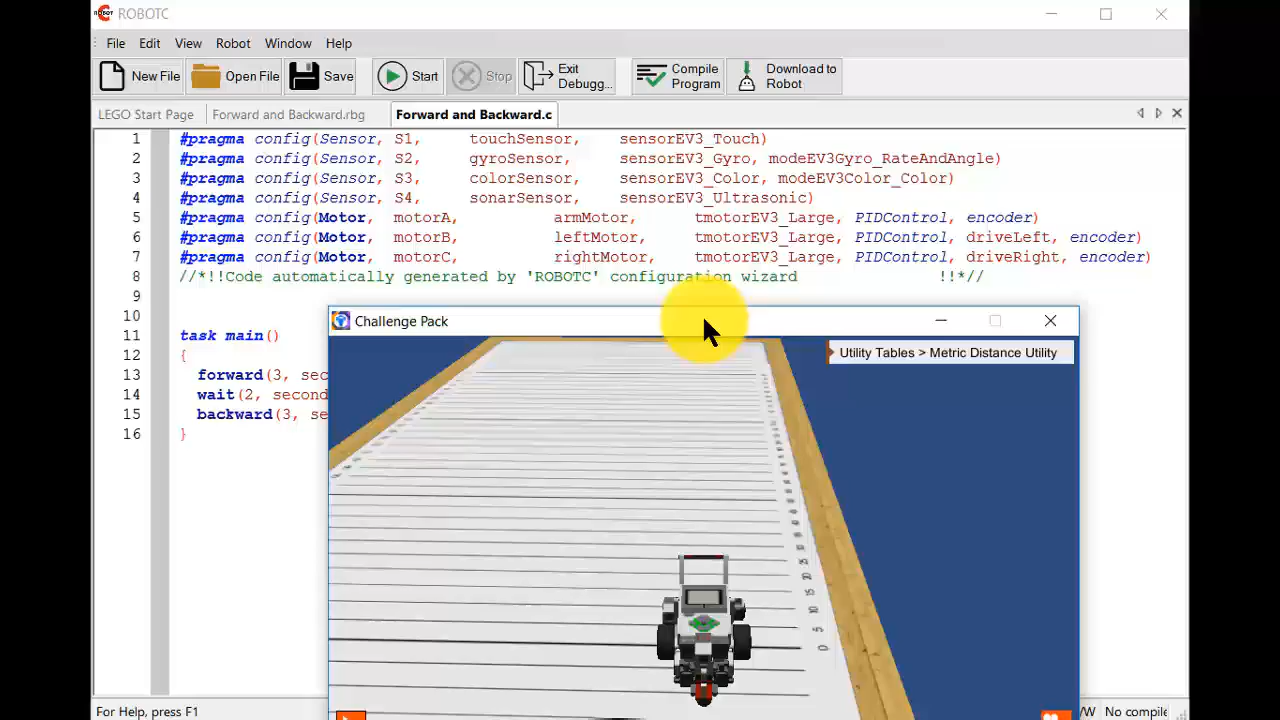 ROBOTC
File Edit View Robot Window Help
New File Open File Save Start Stop Exit Debugg... Compile Program Download to Robot
LEGO Start Page Forward and Backward.rbg Forward and Backward.c
1 #pragma config(Sensor, S1, touchSensor, sensorEV3_Touch)
2 #pragma config(Sensor, S2, gyroSensor, sensorEV3_Gyro, modeEV3Gyro_RateAndAngle)
3 #pragma config(Sensor, S3, colorSensor, sensorEV3_Color, modeEV3Color_Color)
4 #pragma config(Sensor, S4, sonarSensor, sensorEV3_Ultrasonic)
5 #pragma config(Motor, motorA, armMotor, tmotorEV3_Large, PIDControl, encoder)
6 #pragma config(Motor, motorB, leftMotor, tmotorEV3_Large, PIDControl, driveLeft, encoder)
7 #pragma config(Motor, motorC, rightMotor, tmotorEV3_Large, PIDControl, driveRight, encoder)
8 //*!!Code automatically generated by 'ROBOTC' configuration wizard !!*//
9
10
11 task main()
12 {
13 forward(3, sec
14 wait(2, second
15 backward(3, se
16 }
Challenge Pack
Utility Tables > Metric Distance Utility
25
20
15
10
5
0
For Help, press F1
/W No compile